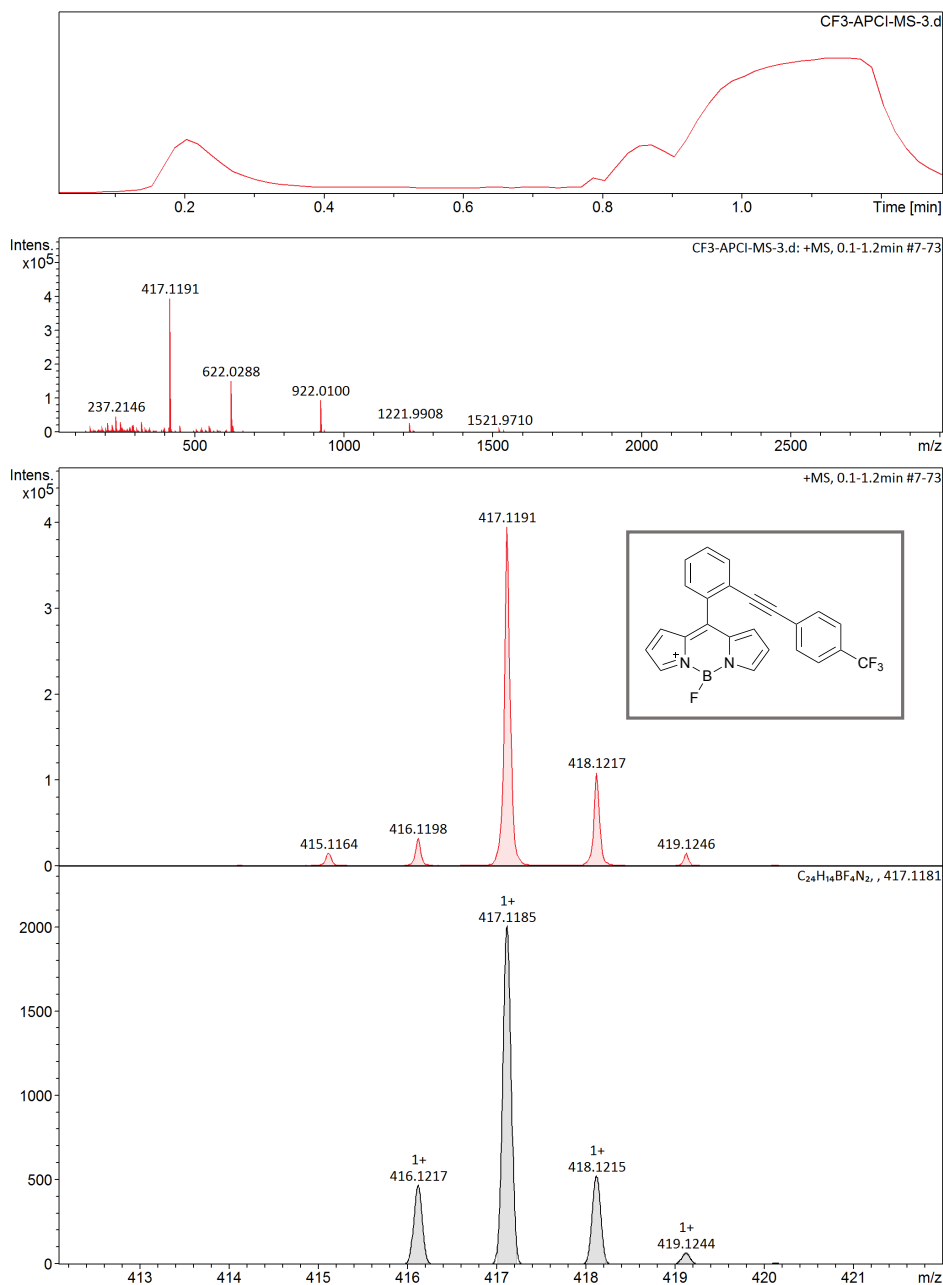 CF3-APCI-MS-3.d
0.2 0.4 0.6 0.8 1.0 Time [min]
Intens.
x10⁵
CF3-APCI-MS-3.d: +MS, 0.1-1.2min #7-73
417.1191
4
3
622.0288
2
922.0100
1
237.2146
1221.9908
1521.9710
0
500 1000 1500 2000 2500 m/z
Intens.
x10⁵
+MS, 0.1-1.2min #7-73
417.1191
4
3
2
418.1217
1
415.1164
416.1198
419.1246
0
N
+
B
N
F
CF₃
C₂₄H₁₄BF₄N₂, , 417.1181
1+
417.1185
2000
1500
1000
1+
416.1217
1+
418.1215
500
1+
419.1244
0
413 414 415 416 417 418 419 420 421 m/z